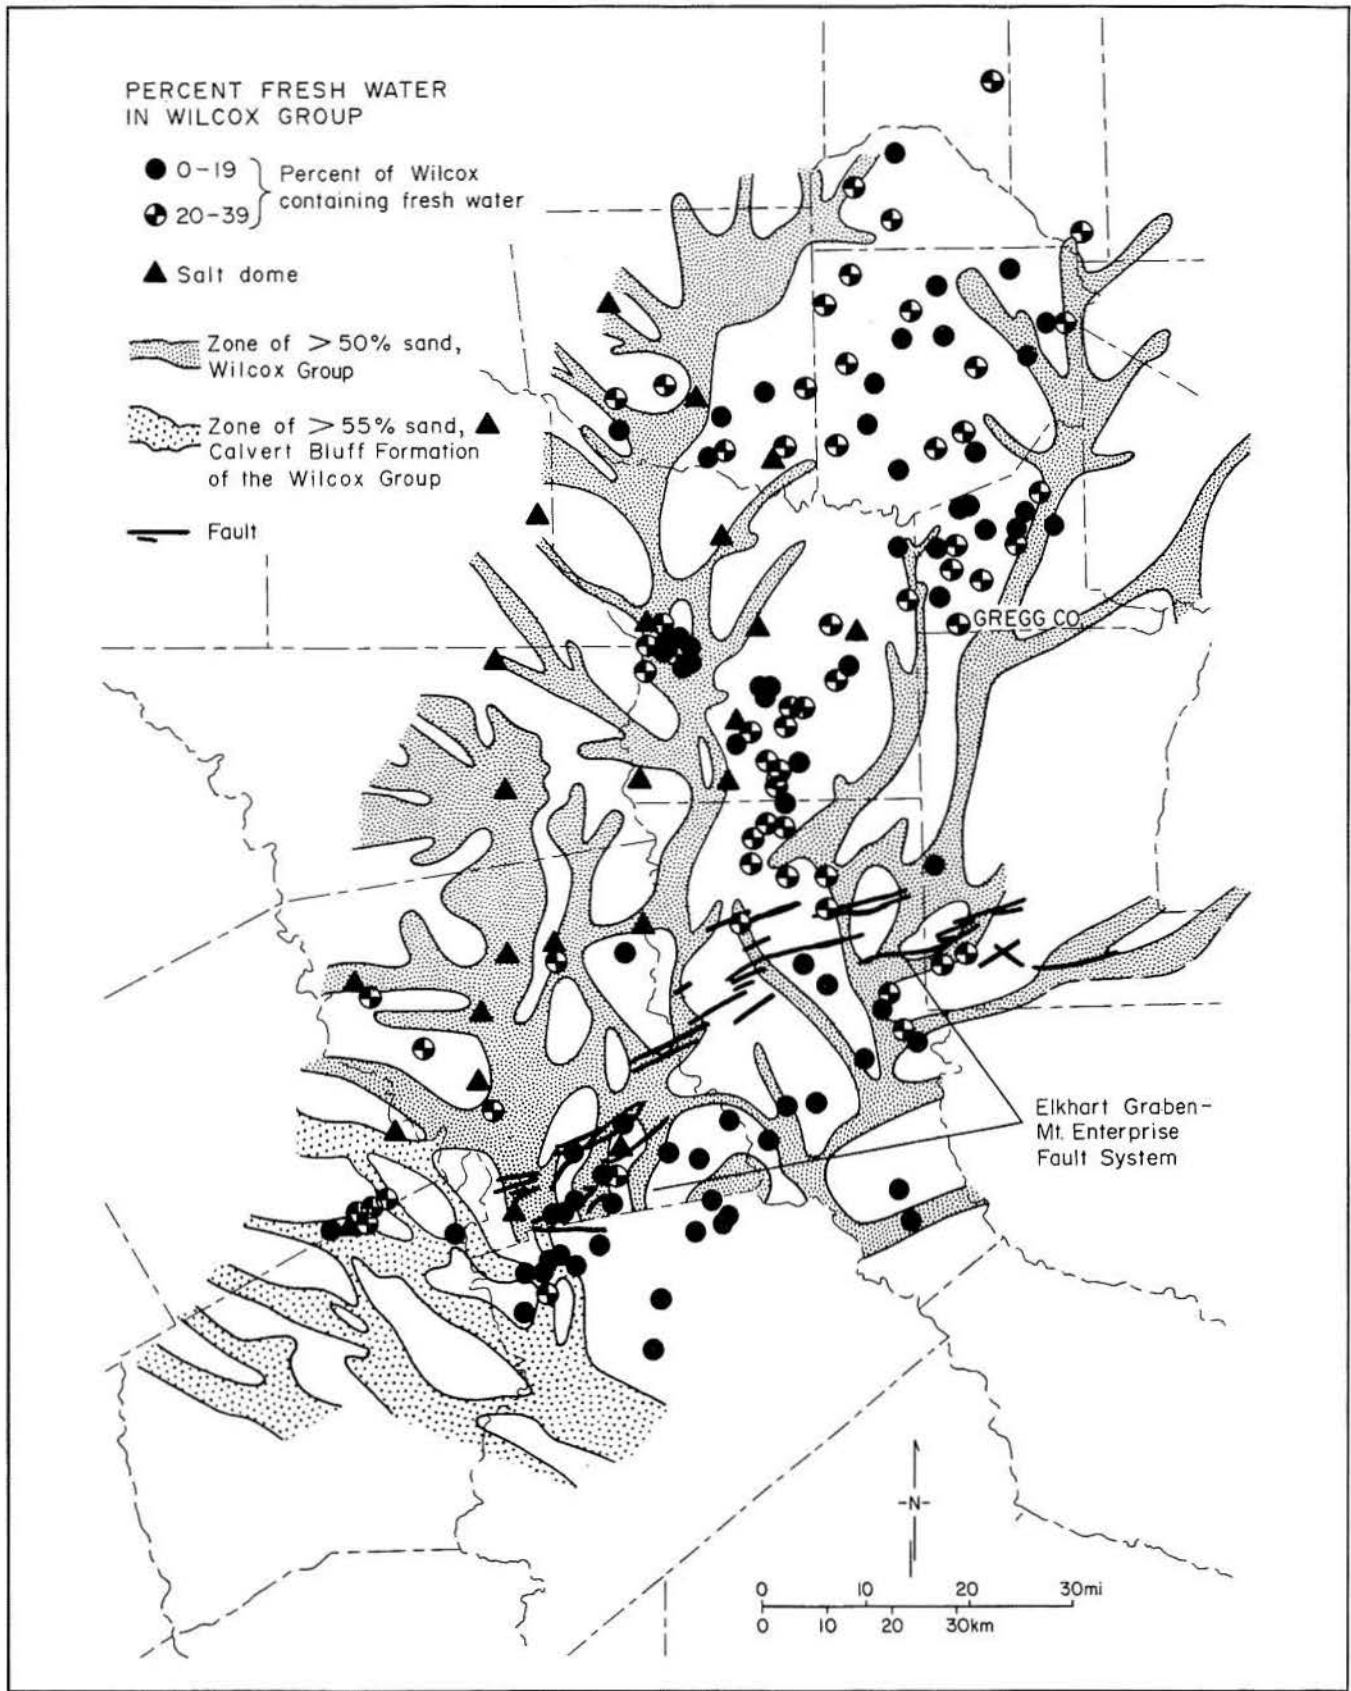 PERCENT FRESH WATER
IN WILCOX GROUP
0-19
20-39
Percent of Wilcox
containing fresh water
Salt dome
Zone of > 50% sand,
Wilcox Group
Zone of > 55% sand,
Calvert Bluff Formation
of the Wilcox Group
Fault
GREGG CO.
Elkhart Graben-
Mt. Enterprise
Fault System
-N-
0 10 20 30mi
0 10 20 30km